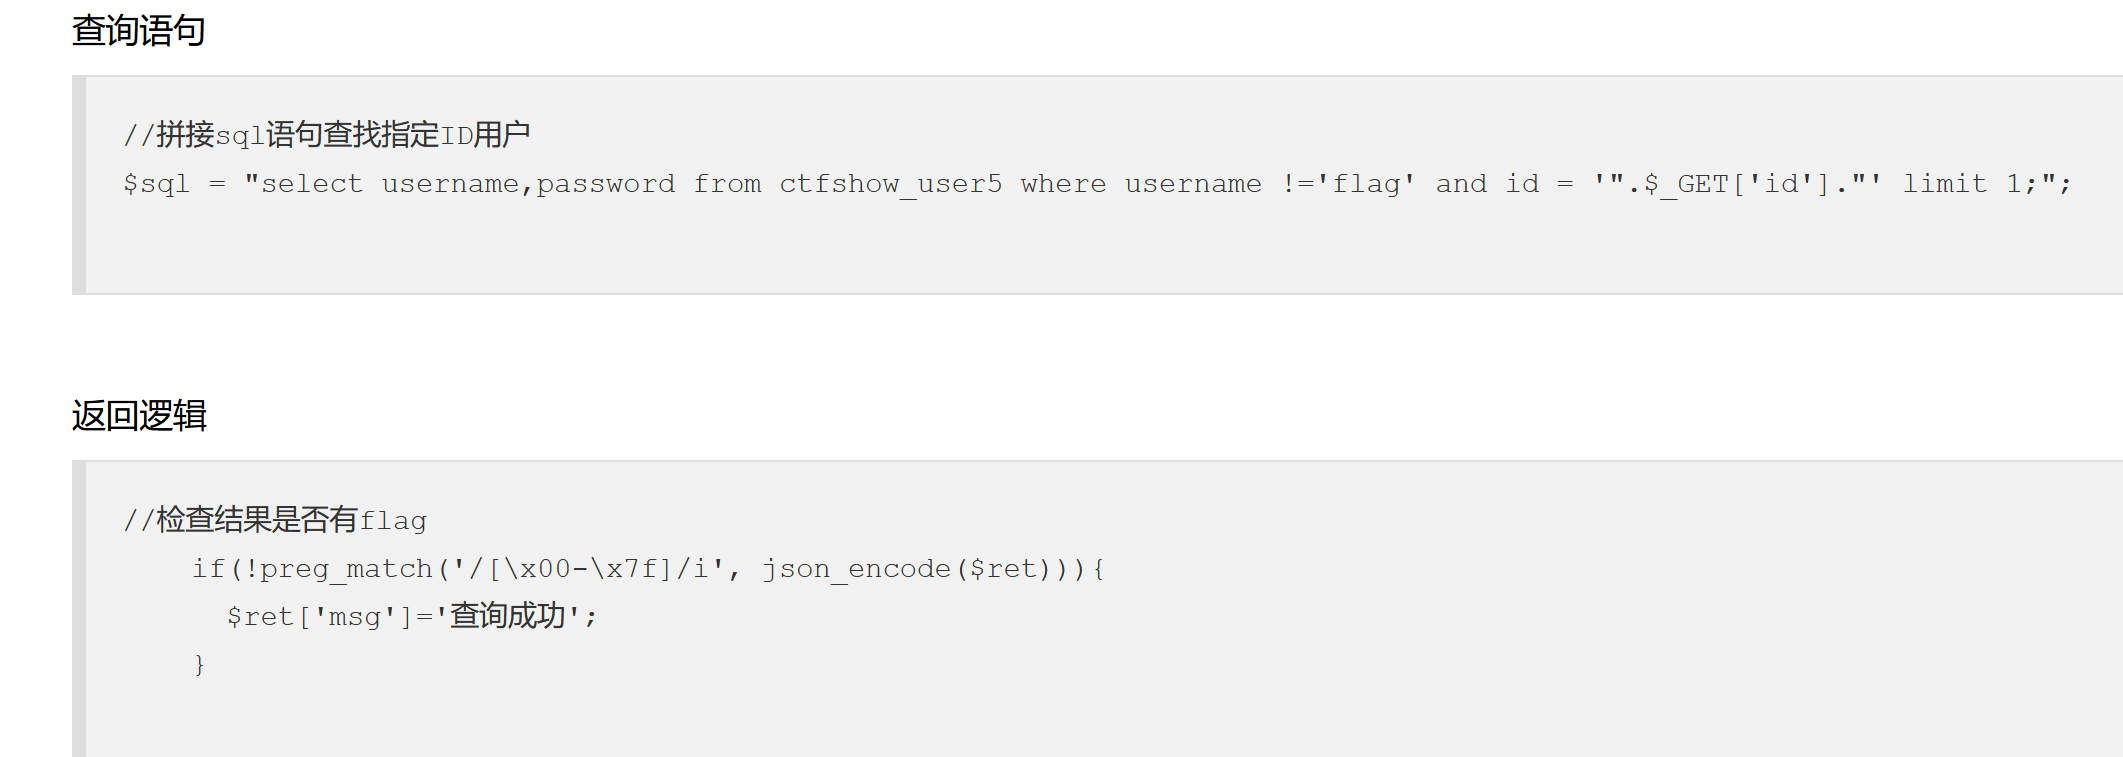 查询语句
//拼接sql语句查找指定ID用户
$sql = "select username,password from ctfshow_user5 where username !='flag' and id = '".$_GET['id']."' limit 1;";
返回逻辑
//检查结果是否有flag
if(!preg_match('/[\x00-\x7f]/i', json_encode($ret))){
$ret['msg']='查询成功';
}